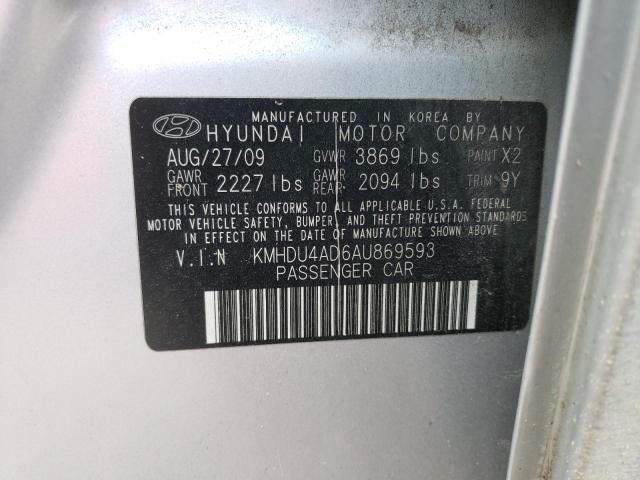 MANUFACTURED IN KOREA BY
HYUNDAI MOTOR COMPANY
AUG/27/09 GVWR 3869 lbs PAINT X2
GAWR FRONT 2227 lbs GAWR REAR 2094 lbs TRIM 9Y
THIS VEHICLE CONFORMS TO ALL APPLICABLE U.S.A. FEDERAL
MOTOR VEHICLE SAFETY, BUMPER, AND THEFT PREVENTION STANDARDS
IN EFFECT ON THE DATE OF MANUFACTURE SHOWN ABOVE.
V.I.N KMHDU4AD6AU869593
PASSENGER CAR